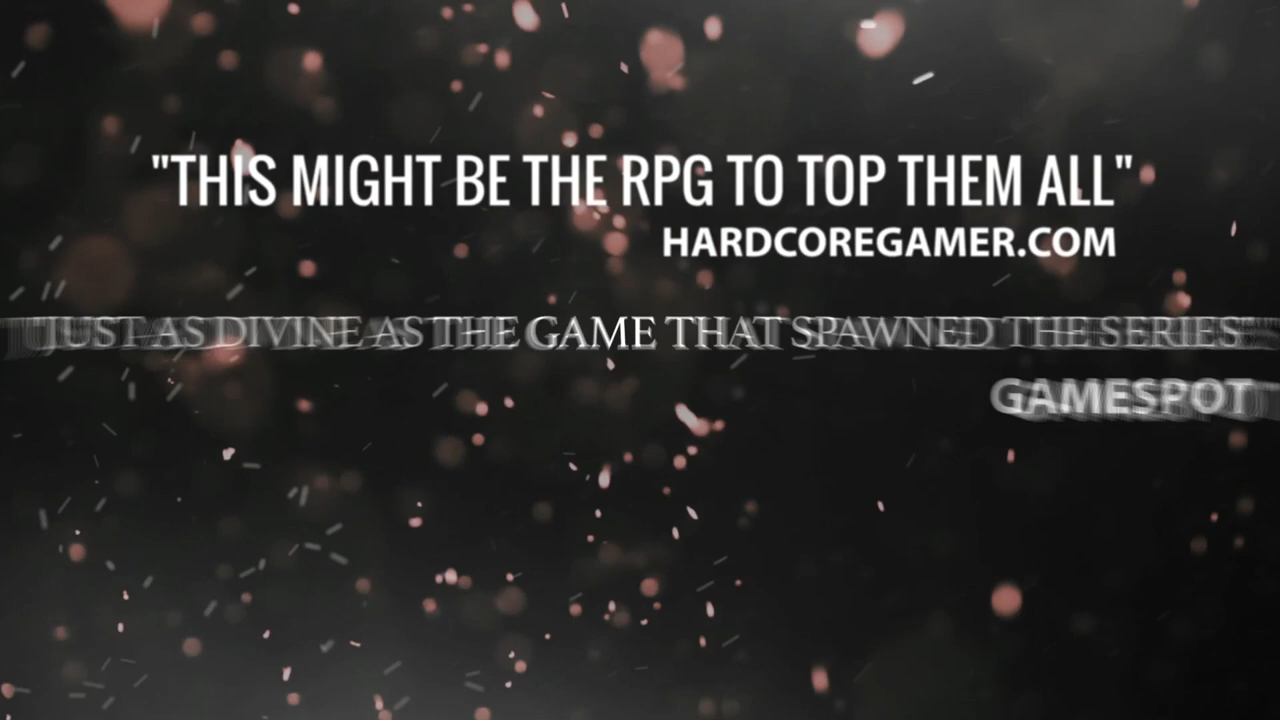 "THIS MIGHT BE THE RPG TO TOP THEM ALL"
HARDCOREGAMER.COM
"JUST AS DIVINE AS THE GAME THAT SPAWNED THE SERIES"
GAMESPOT